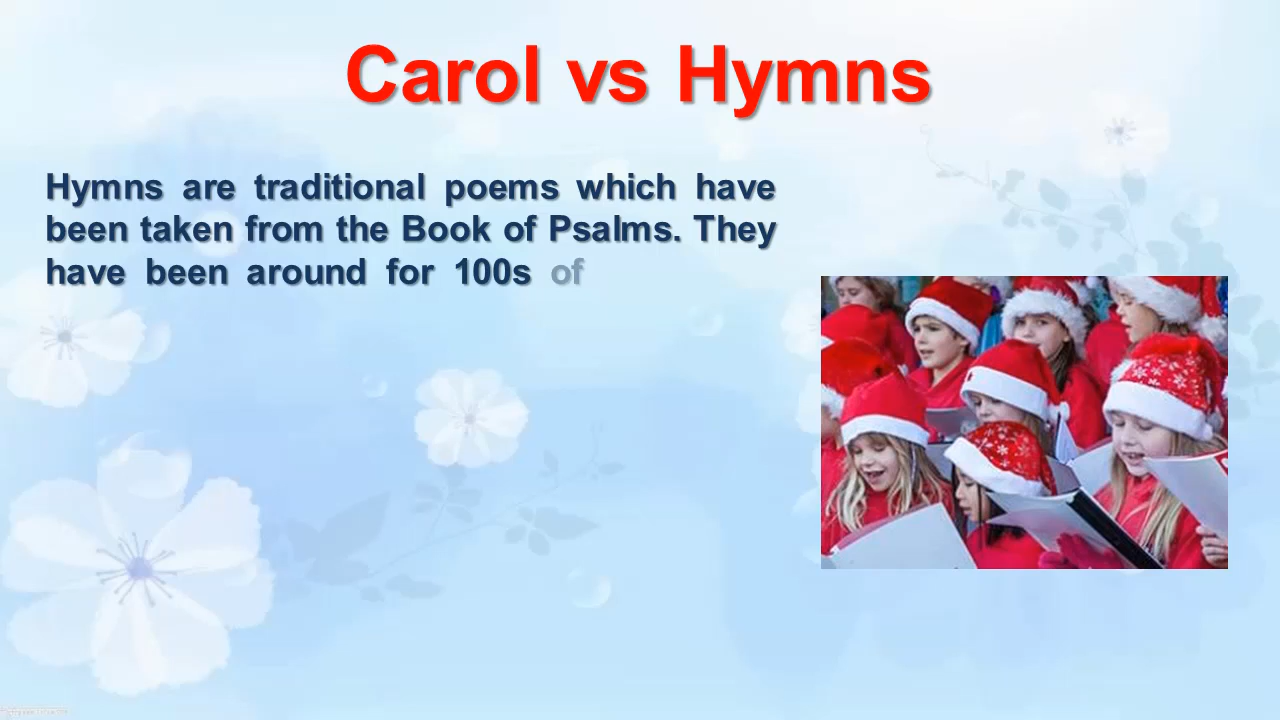 Carol vs Hymns
Hymns are traditional poems which have
been taken from the Book of Psalms. They
have been around for 100s of